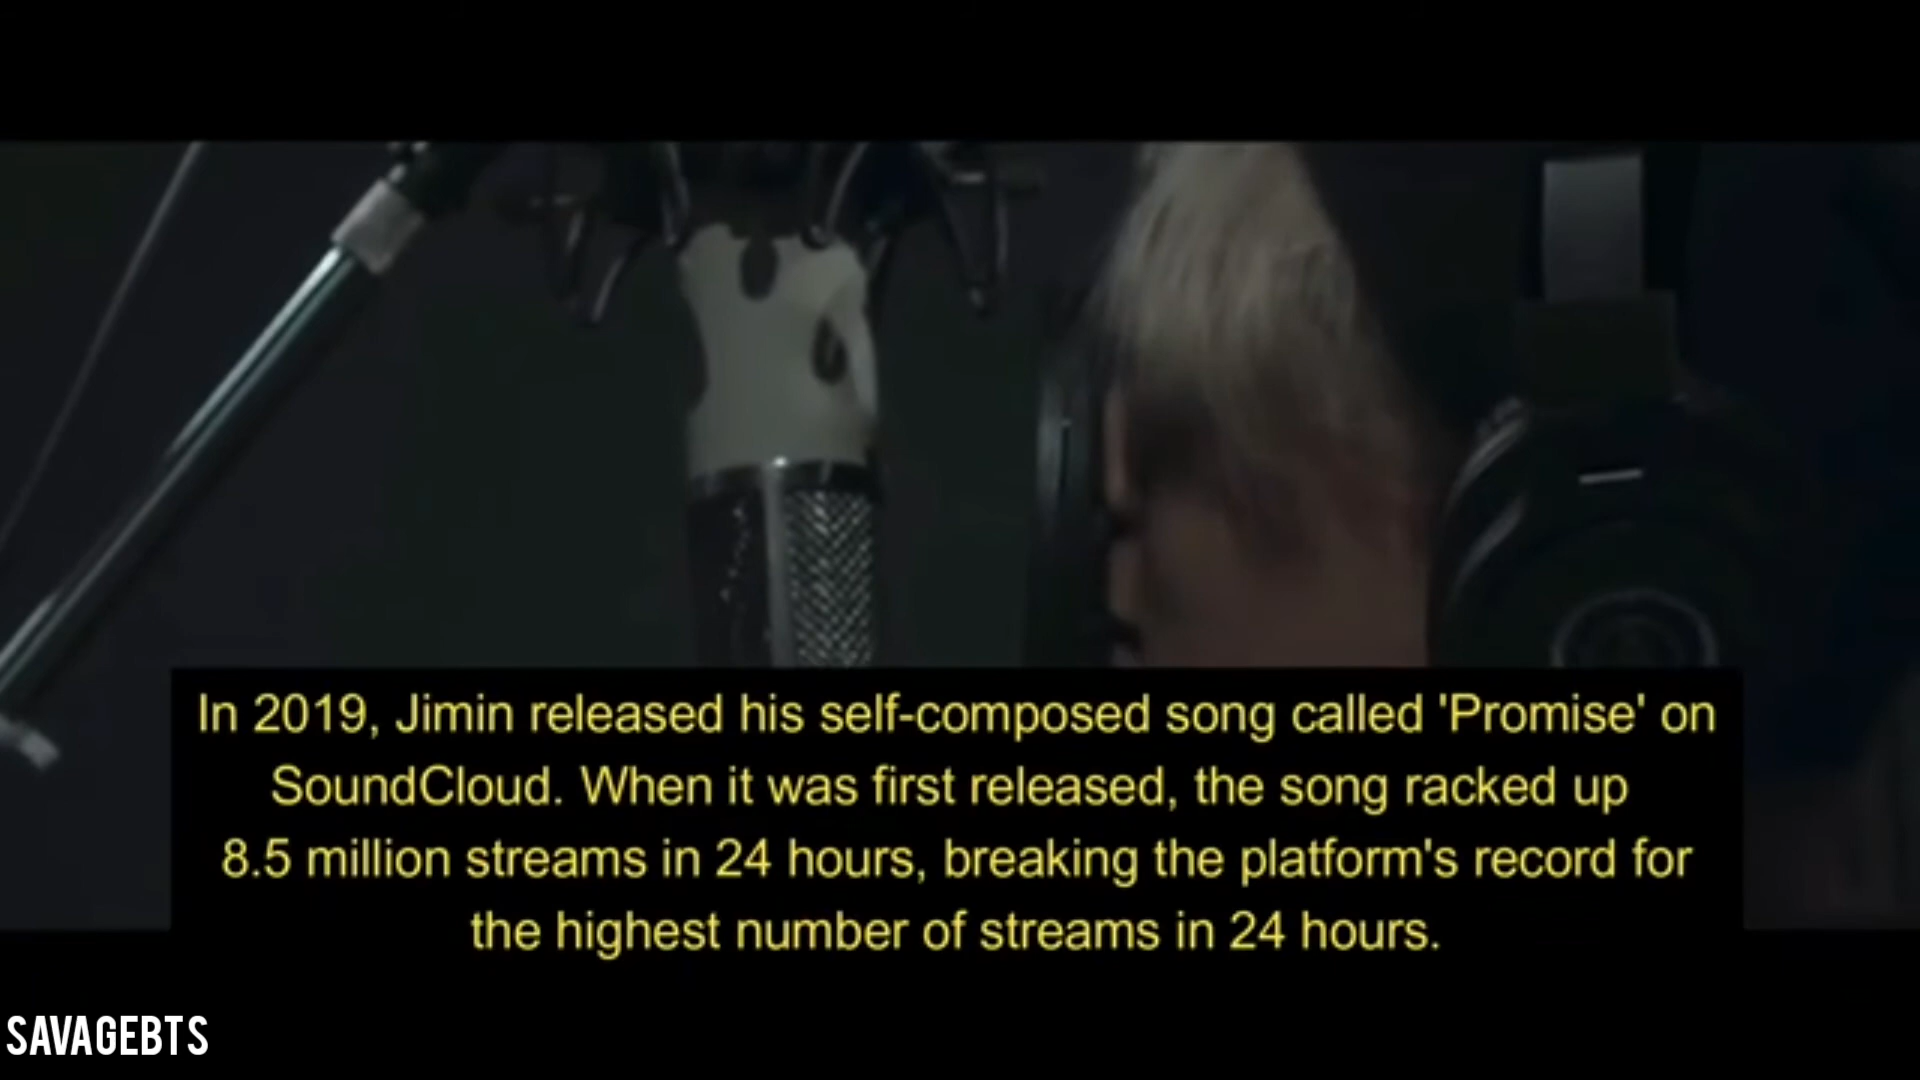 In 2019, Jimin released his self-composed song called 'Promise' on
SoundCloud. When it was first released, the song racked up
8.5 million streams in 24 hours, breaking the platform's record for
the highest number of streams in 24 hours.
SAVAGEBTS